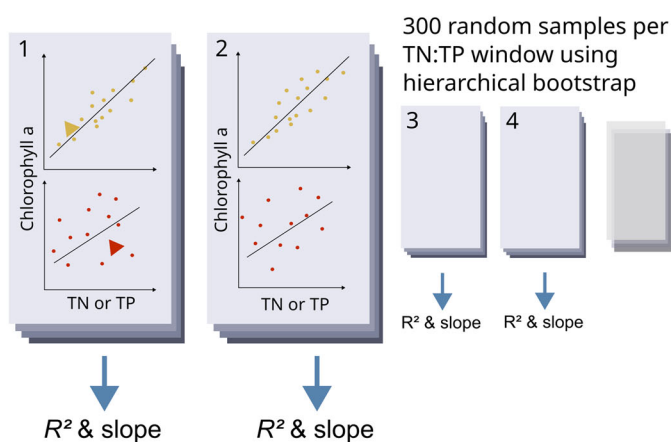 1
Chlorophyll a
TN or TP
R² & slope
2
Chlorophyll a
TN or TP
R² & slope
300 random samples per
TN:TP window using
hierarchical bootstrap
3
R² & slope
4
R² & slope